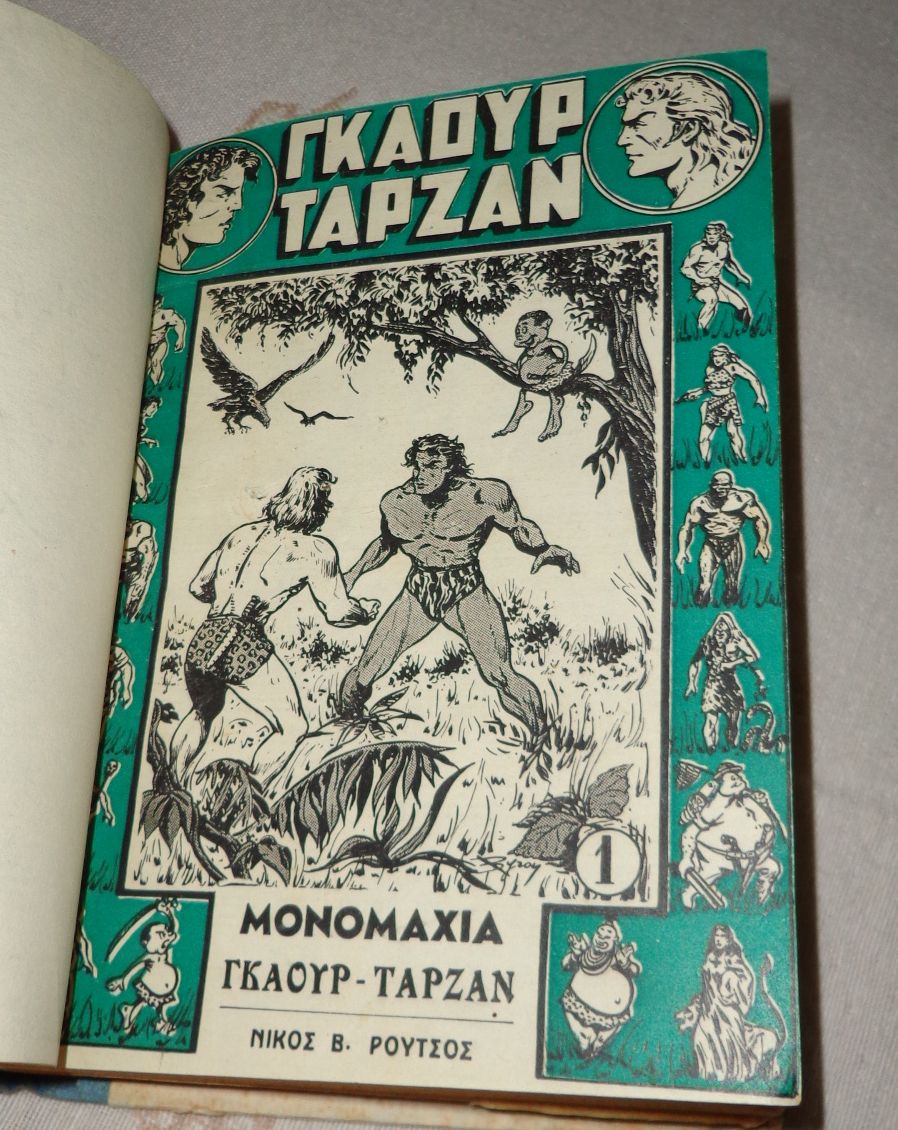 ΓΚΑΟΥΡ
ΤΑΡΖΑΝ
1
ΜΟΝΟΜΑΧΙΑ
ΓΚΑΟΥΡ - ΤΑΡΖΑΝ
ΝΙΚΟΣ Β. ΡΟΥΤΣΟΣ